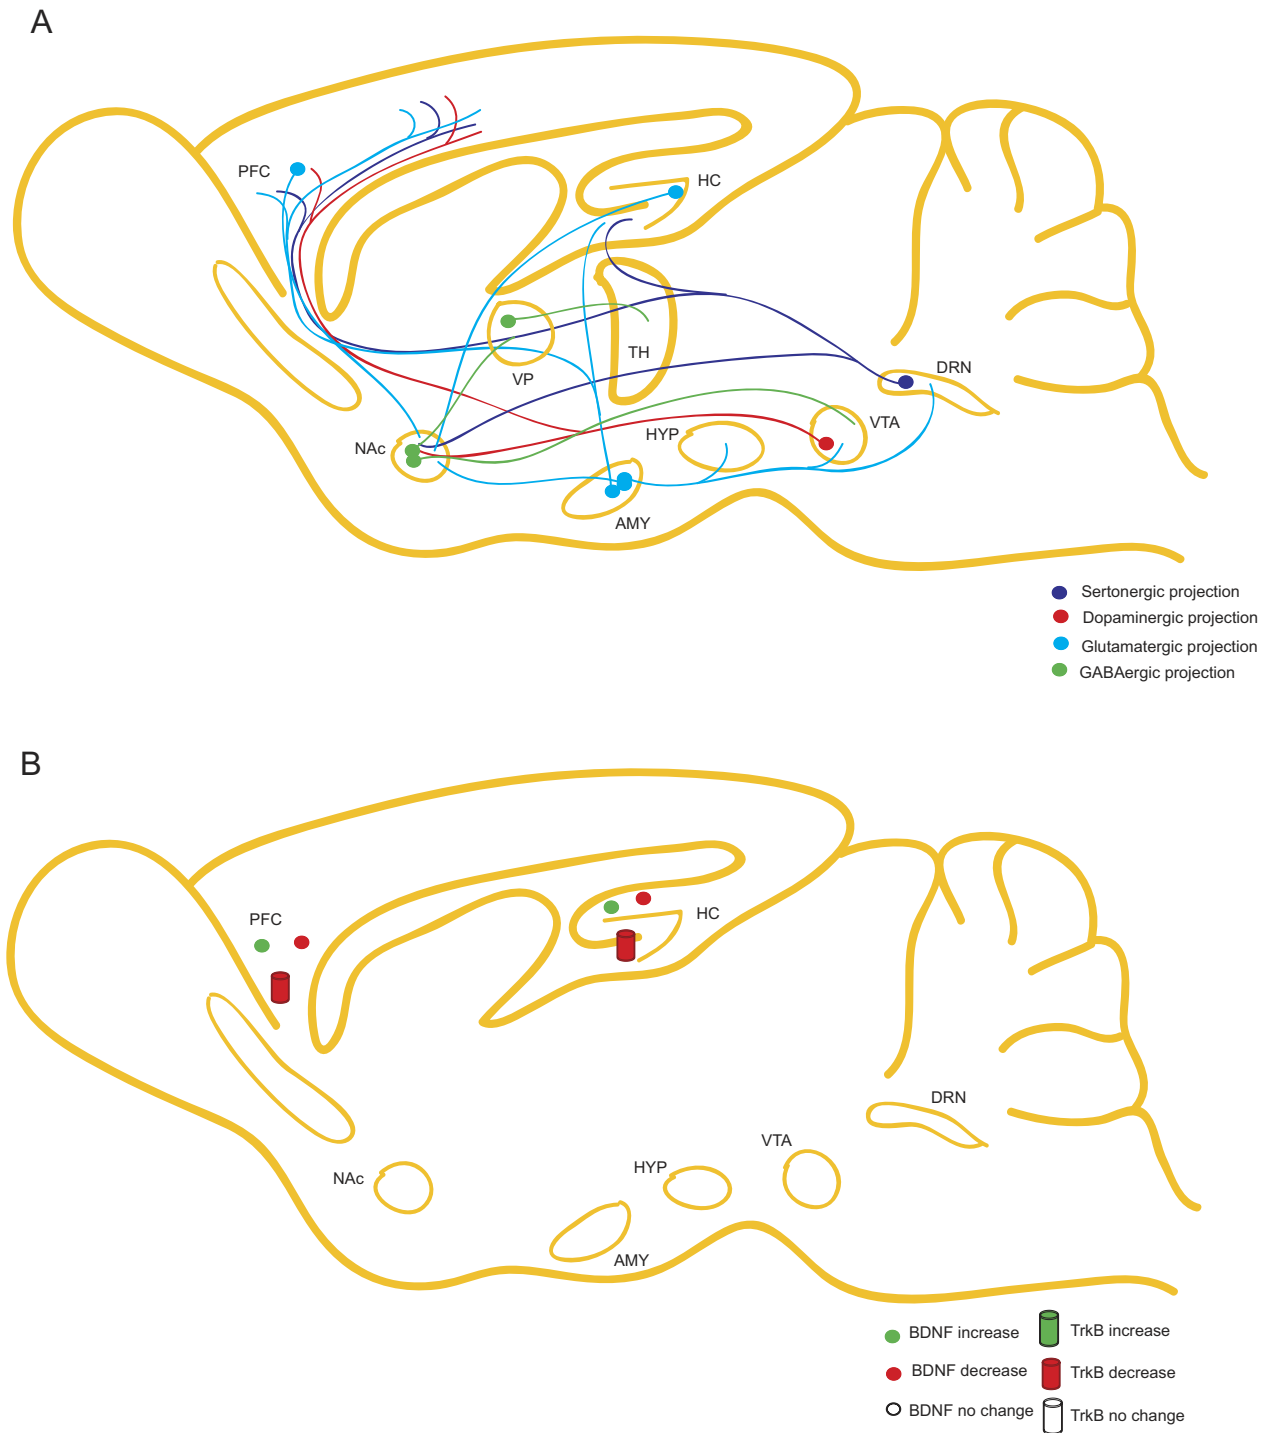 A
PFC
HC
TH
VP
DRN
VTA
HYP
NAc
AMY
Sertonergic projection
Dopaminergic projection
Glutamatergic projection
GABAergic projection
B
PFC
HC
DRN
VTA
HYP
NAc
AMY
BDNF increase
TrkB increase
BDNF decrease
TrkB decrease
BDNF no change
TrkB no change